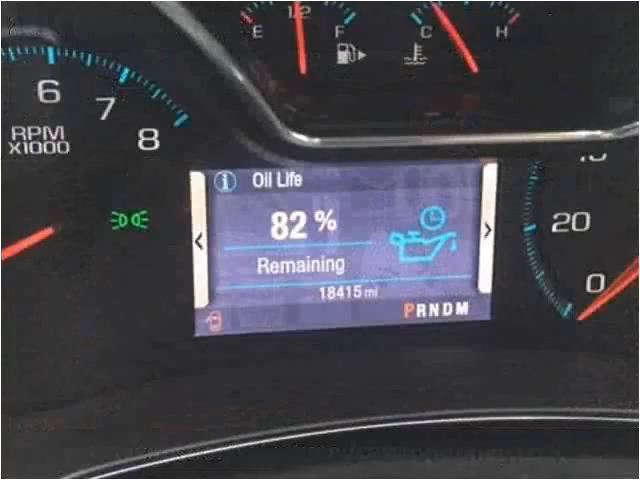 1/2
E F
C H
6
7
8
RPM
X1000
Oil Life
82 %
Remaining
18415 mi
PRNDM
20
0